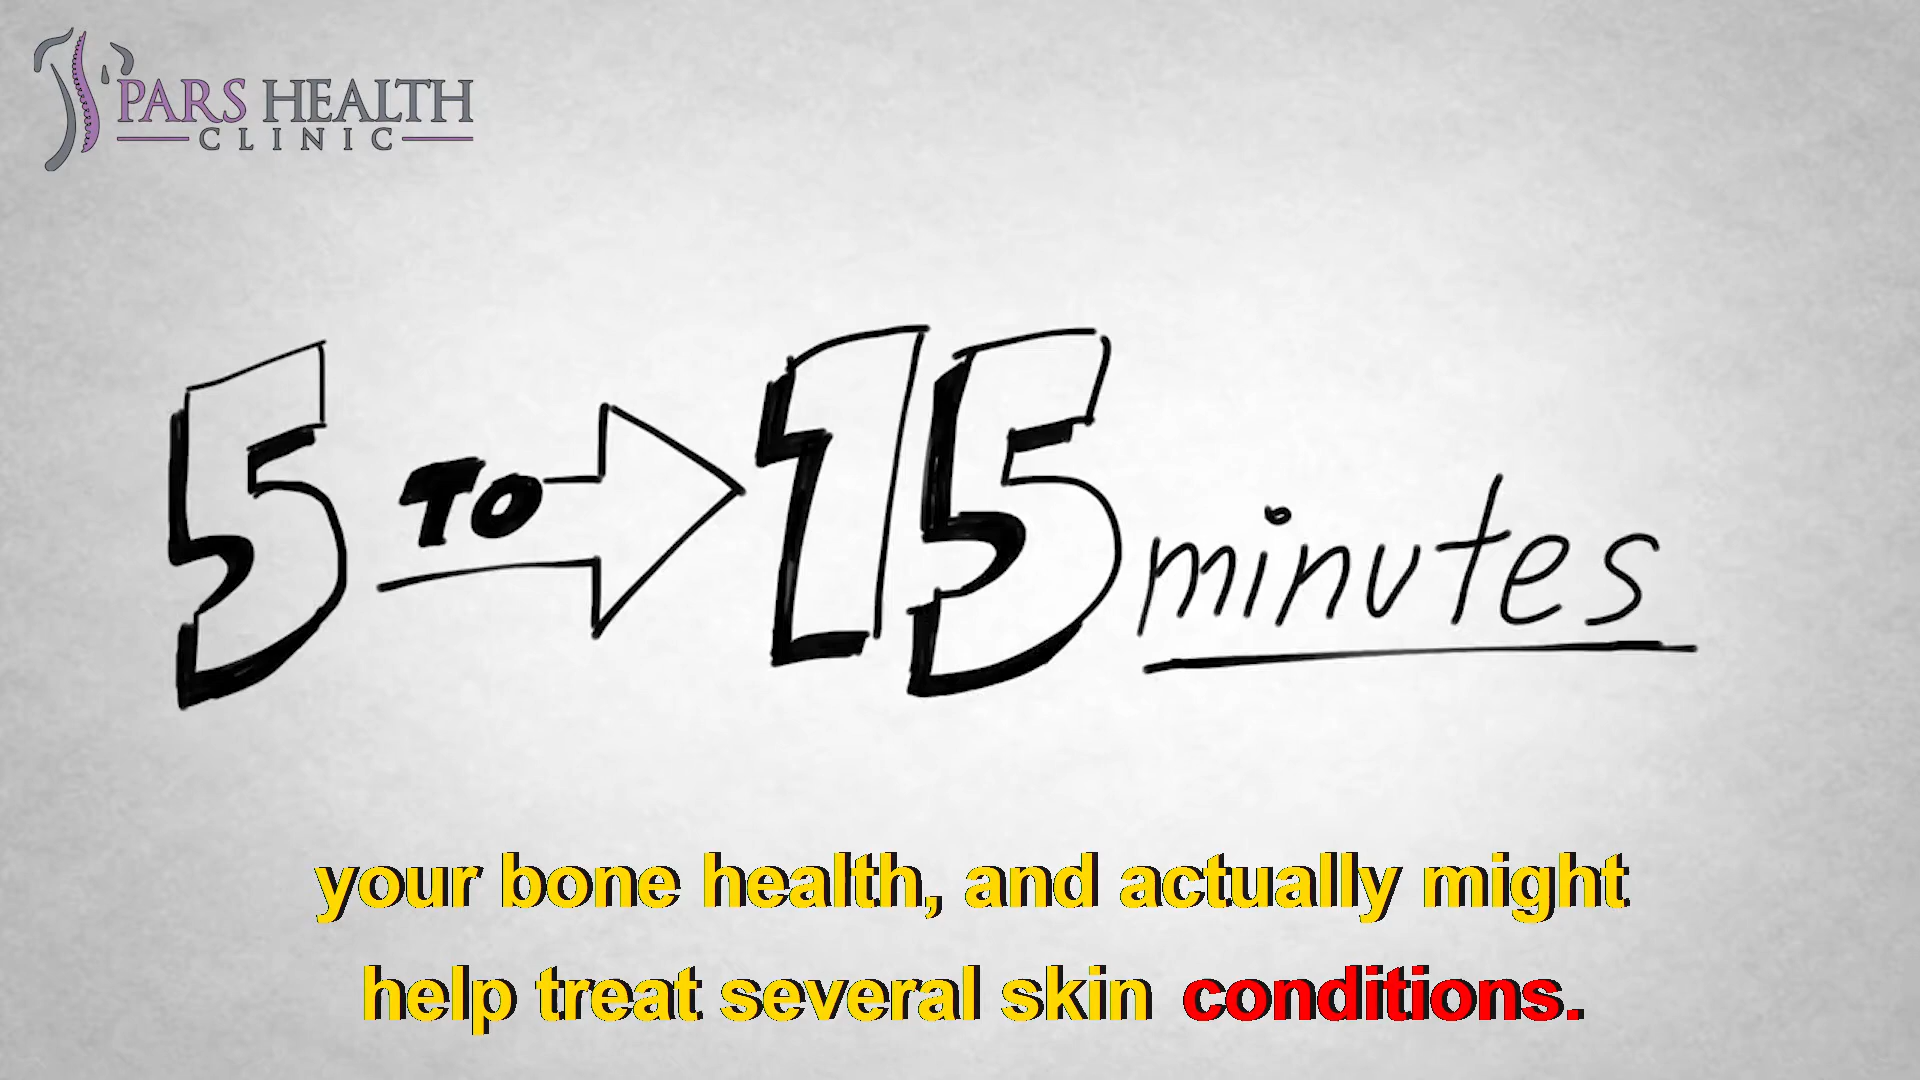 PARS HEALTH
CLINIC
5 TO 15 minutes
your bone health, and actually might
help treat several skin conditions.